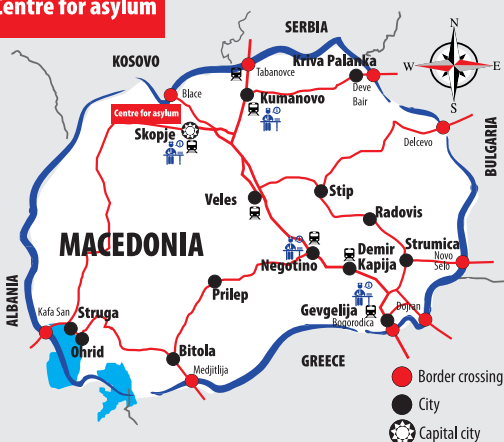 Centre for asylum
SERBIA
N
W
E
S
KOSOVO
Kriva Palanka
Tabanovce
Blace
Kumanovo
Deve
Bair
Centre for asylum
Skopje
Delcevo
BULGARIA
Veles
Stip
Radovis
MACEDONIA
Negotino
Demir
Kapija
Strumica
Novo
Selo
Prilep
ALBANIA
Kafa San
Struga
Gevgelija
Dojran
Bogorodica
Ohrid
Bitola
GREECE
Medjitlija
Border crossing
City
Capital city